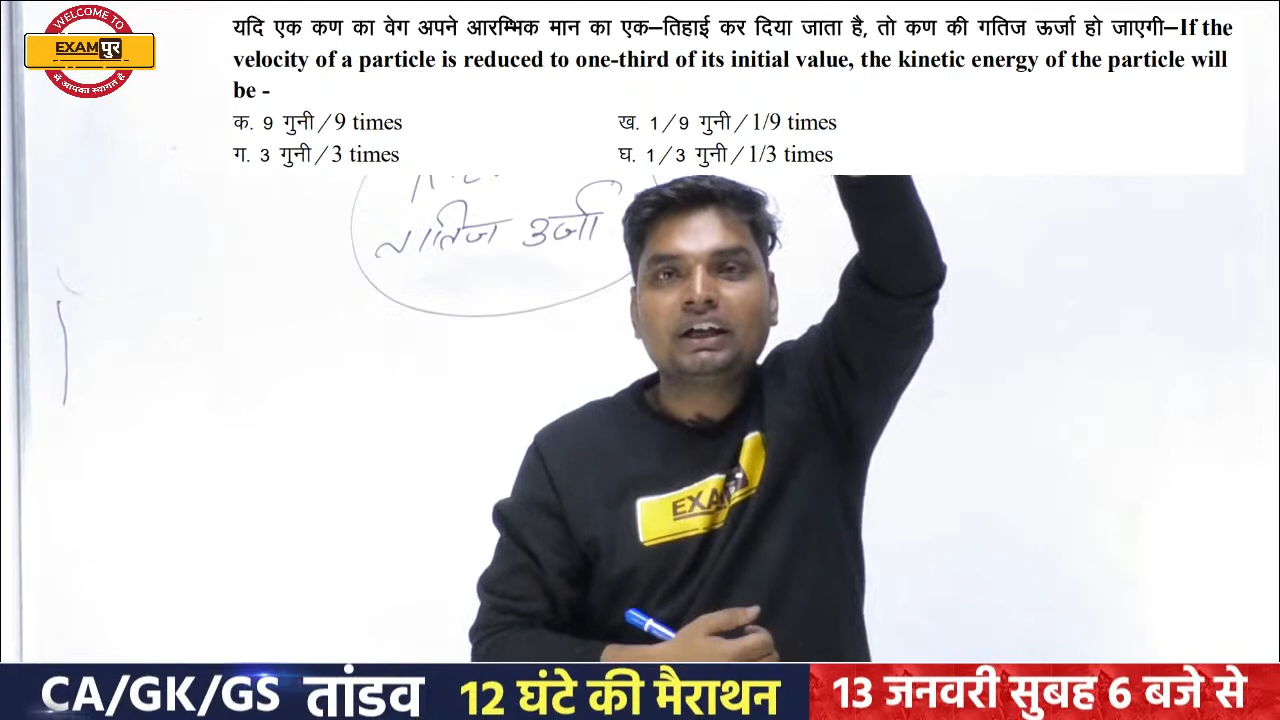 WELCOME TO
EXAMपुर
में आपका स्वागत है
यदि एक कण का वेग अपने आरम्भिक मान का एक–तिहाई कर दिया जाता है, तो कण की गतिज ऊर्जा हो जाएगी–If the
velocity of a particle is reduced to one-third of its initial value, the kinetic energy of the particle will
be -
क. 9 गुनी / 9 times
ख. 1 / 9 गुनी / 1/9 times
ग. 3 गुनी / 3 times
घ. 1 / 3 गुनी / 1/3 times
गतिज उर्जा
EXAM
CA/GK/GS तांडव 12 घंटे की मैराथन 13 जनवरी सुबह 6 बजे से